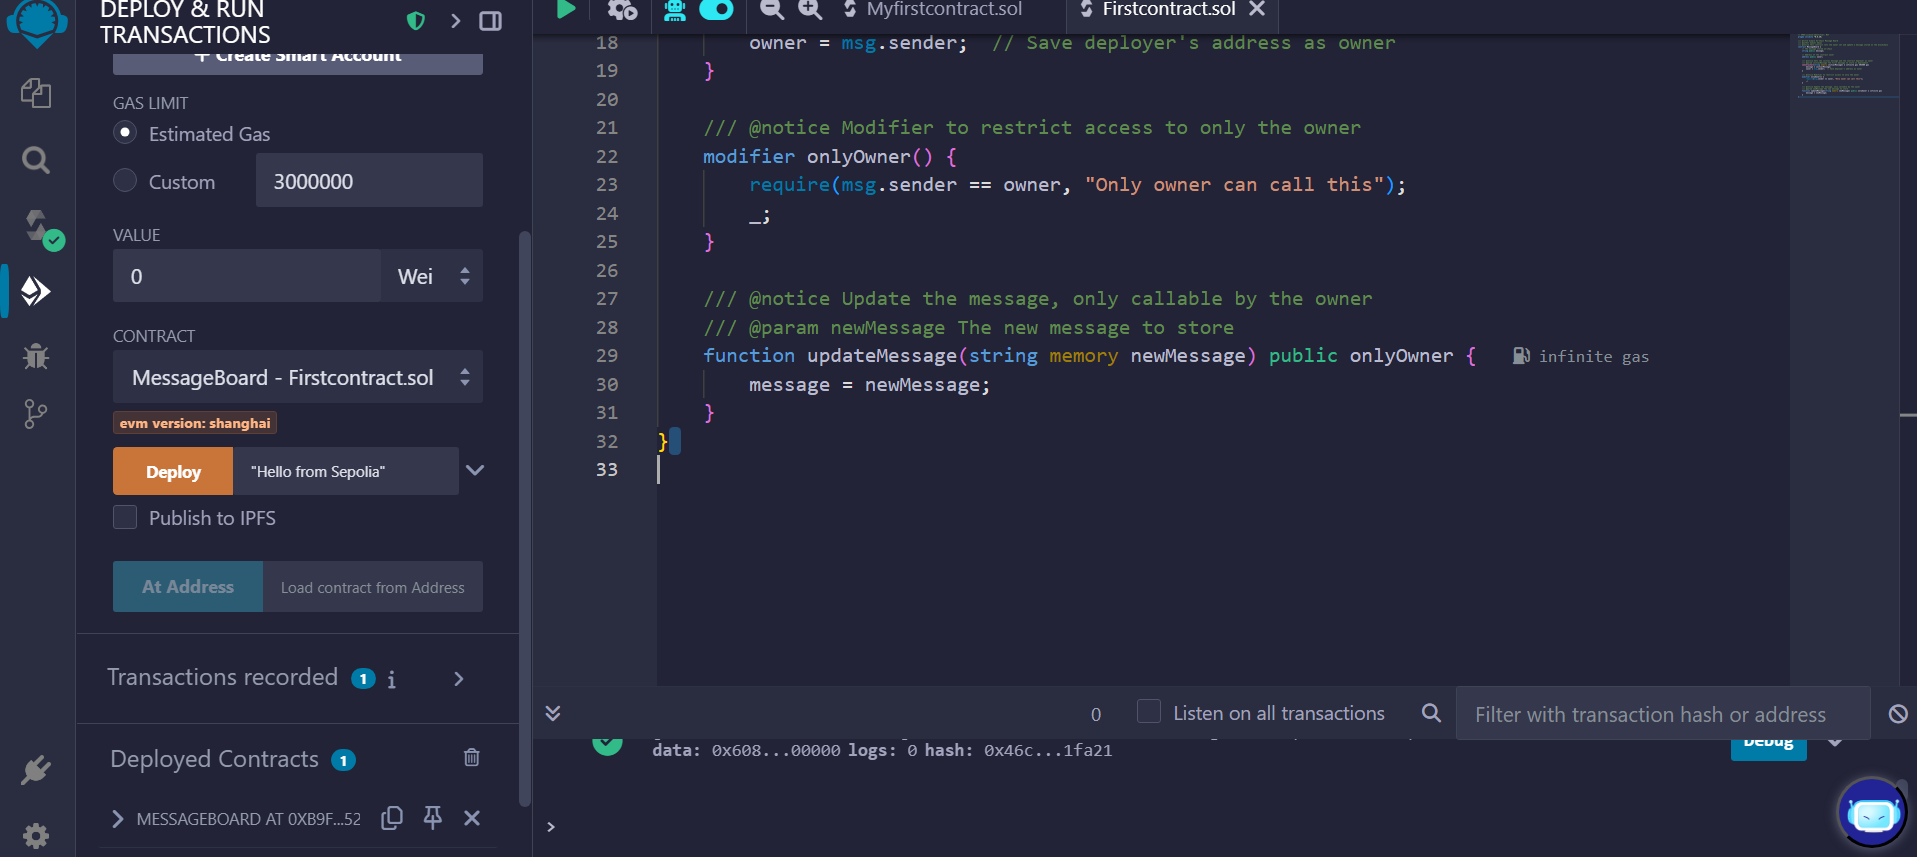 DEPLOY & RUN
TRANSACTIONS
+ Create Smart Account
GAS LIMIT
Estimated Gas
Custom
3000000
VALUE
0
Wei
CONTRACT
MessageBoard - Firstcontract.sol
evm version: shanghai
Deploy
"Hello from Sepolia"
Publish to IPFS
At Address
Load contract from Address
Transactions recorded 1 i
Deployed Contracts 1
MESSAGEBOARD AT 0XB9F...52
Myfirstcontract.sol
Firstcontract.sol
18 owner = msg.sender; // Save deployer's address as owner
19 }
20
21 /// @notice Modifier to restrict access to only the owner
22 modifier onlyOwner() {
23 require(msg.sender == owner, "Only owner can call this");
24 _;
25 }
26
27 /// @notice Update the message, only callable by the owner
28 /// @param newMessage The new message to store
29 function updateMessage(string memory newMessage) public onlyOwner { infinite gas
30 message = newMessage;
31 }
32 }
33
0
Listen on all transactions
Filter with transaction hash or address
data: 0x608...00000 logs: 0 hash: 0x46c...1fa21
Debug
>